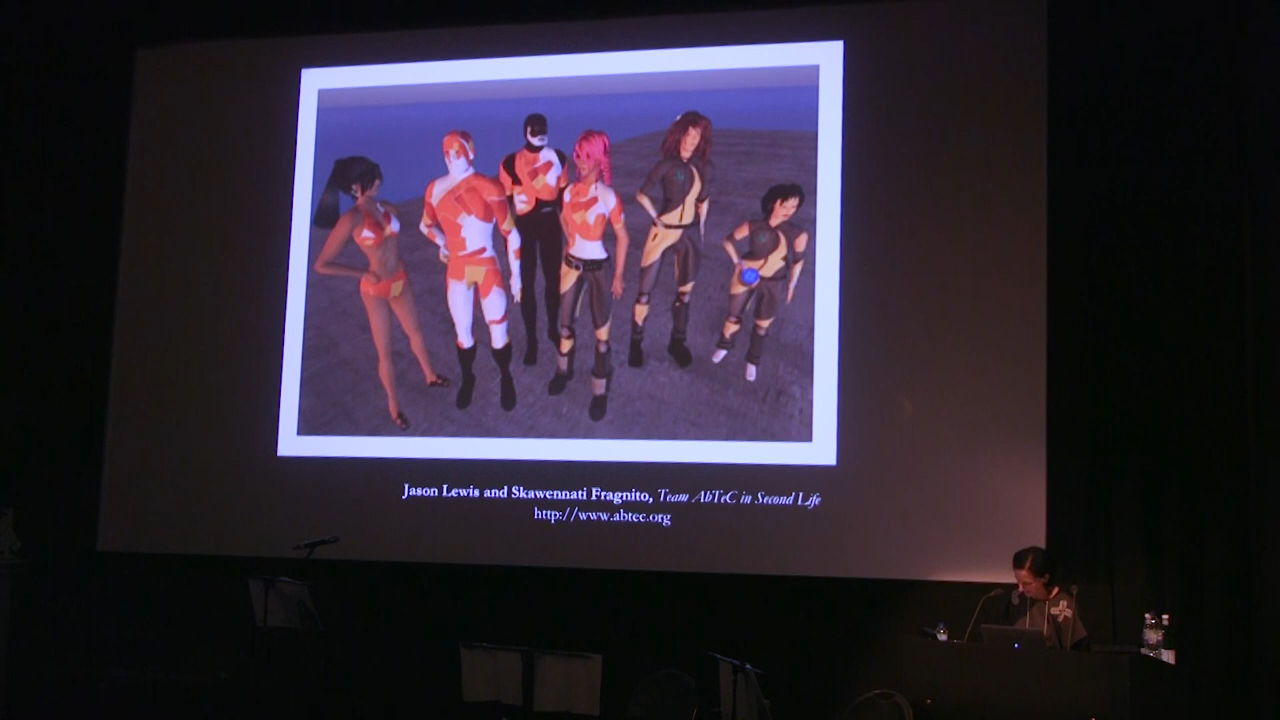 Jason Lewis and Skawennati Fragnito, Team AbTeC in Second Life
http://www.abtec.org